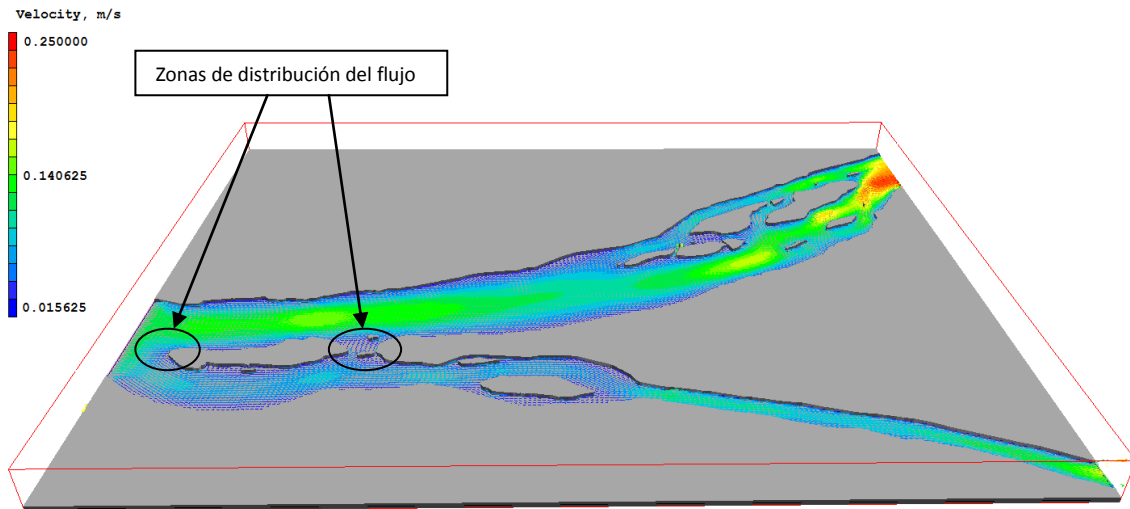 Velocity, m/s
0.250000
Zonas de distribución del flujo
0.140625
0.015625